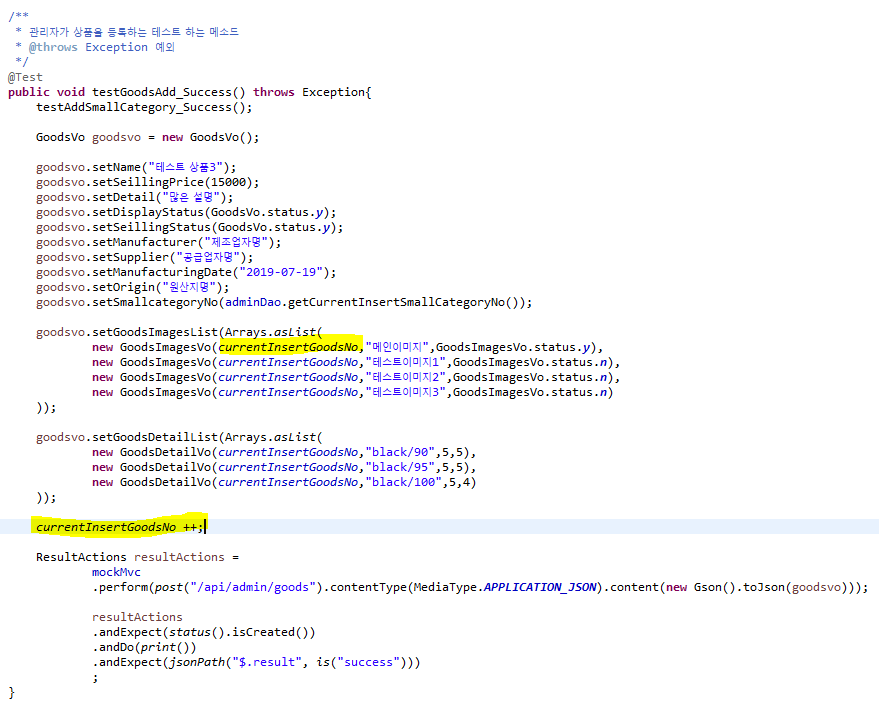 /**
 * 관리자가 상품을 등록하는 테스트 하는 메소드
 * @throws Exception 예외
 */
@Test
public void testGoodsAdd_Success() throws Exception{
    testAddSmallCategory_Success();
    GoodsVo goodsvo = new GoodsVo();
    goodsvo.setName("테스트 상품3");
    goodsvo.setSeillingPrice(15000);
    goodsvo.setDetail("많은 설명");
    goodsvo.setDisplayStatus(GoodsVo.status.y);
    goodsvo.setSeillingStatus(GoodsVo.status.y);
    goodsvo.setManufacturer("제조업자명");
    goodsvo.setSupplier("공급업자명");
    goodsvo.setManufacturingDate("2019-07-19");
    goodsvo.setOrigin("원산지명");
    goodsvo.setSmallcategoryNo(adminDao.getCurrentInsertSmallCategoryNo());
    goodsvo.setGoodsImagesList(Arrays.asList(
            new GoodsImagesVo(currentInsertGoodsNo,"메인이미지",GoodsImagesVo.status.y),
            new GoodsImagesVo(currentInsertGoodsNo,"테스트이미지1",GoodsImagesVo.status.n),
            new GoodsImagesVo(currentInsertGoodsNo,"테스트이미지2",GoodsImagesVo.status.n),
            new GoodsImagesVo(currentInsertGoodsNo,"테스트이미지3",GoodsImagesVo.status.n)
    ));
    goodsvo.setGoodsDetailList(Arrays.asList(
            new GoodsDetailVo(currentInsertGoodsNo,"black/90",5,5),
            new GoodsDetailVo(currentInsertGoodsNo,"black/95",5,5),
            new GoodsDetailVo(currentInsertGoodsNo,"black/100",5,4)
    ));
    currentInsertGoodsNo ++;
    ResultActions resultActions =
            mockMvc
            .perform(post("/api/admin/goods").contentType(MediaType.APPLICATION_JSON).content(new Gson().toJson(goodsvo)));
            resultActions
            .andExpect(status().isCreated())
            .andDo(print())
            .andExpect(jsonPath("$.result", is("success")))
            ;
}